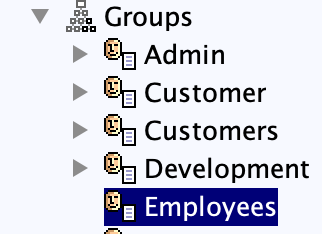 Groups
Admin
Customer
Customers
Development
Employees